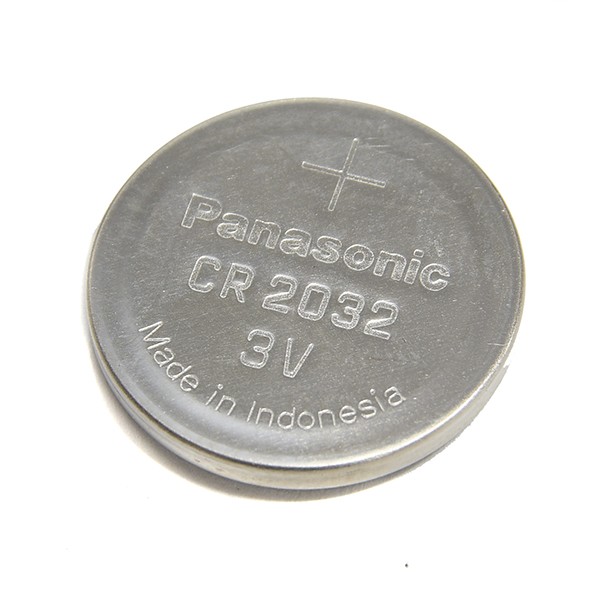 +
Panasonic
CR 2032
3V
Made in Indonesia